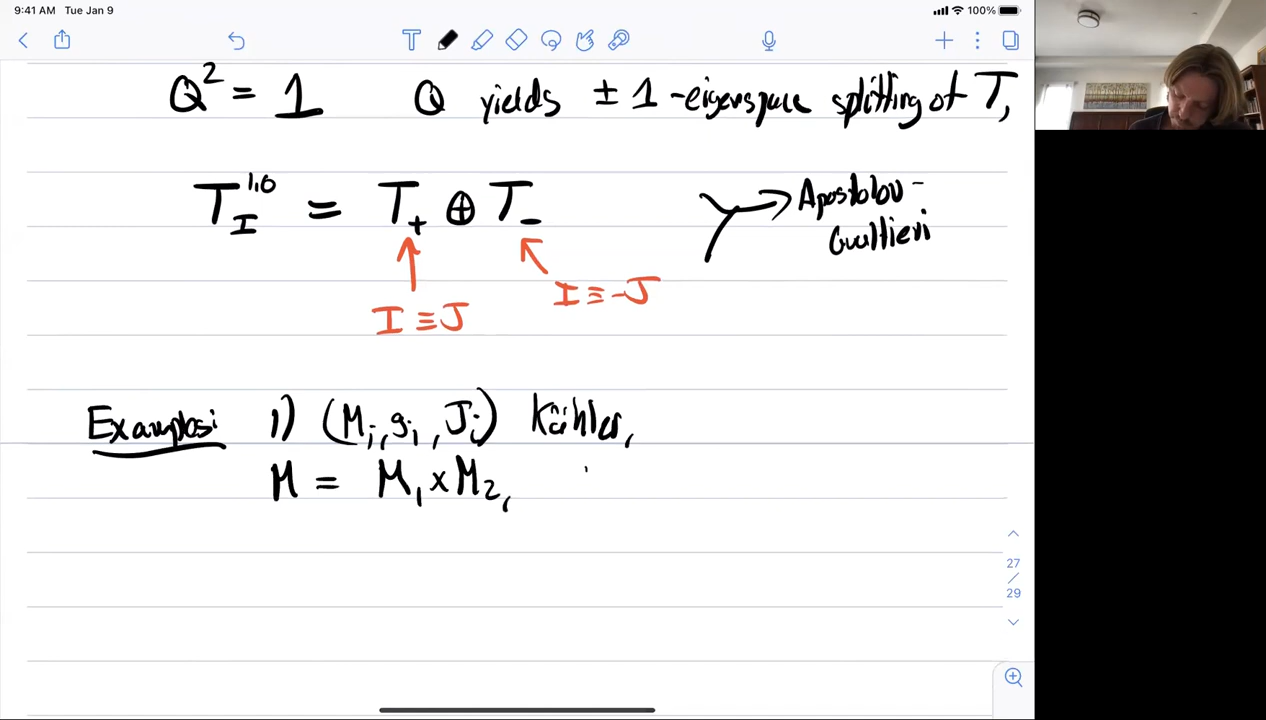 9:41 AM Tue Jan 9
100%
Q² = 1 Q yields ± 1 -eigenspace splitting of T,
T_I^{1,0} = T_+ ⊕ T_-
Apostolov -
Gualtieri
I ≡ J
I ≡ -J
Examples: 1) (M_i, g_i, J_i) Kähler,
M = M_1 × M_2,
27
/
29